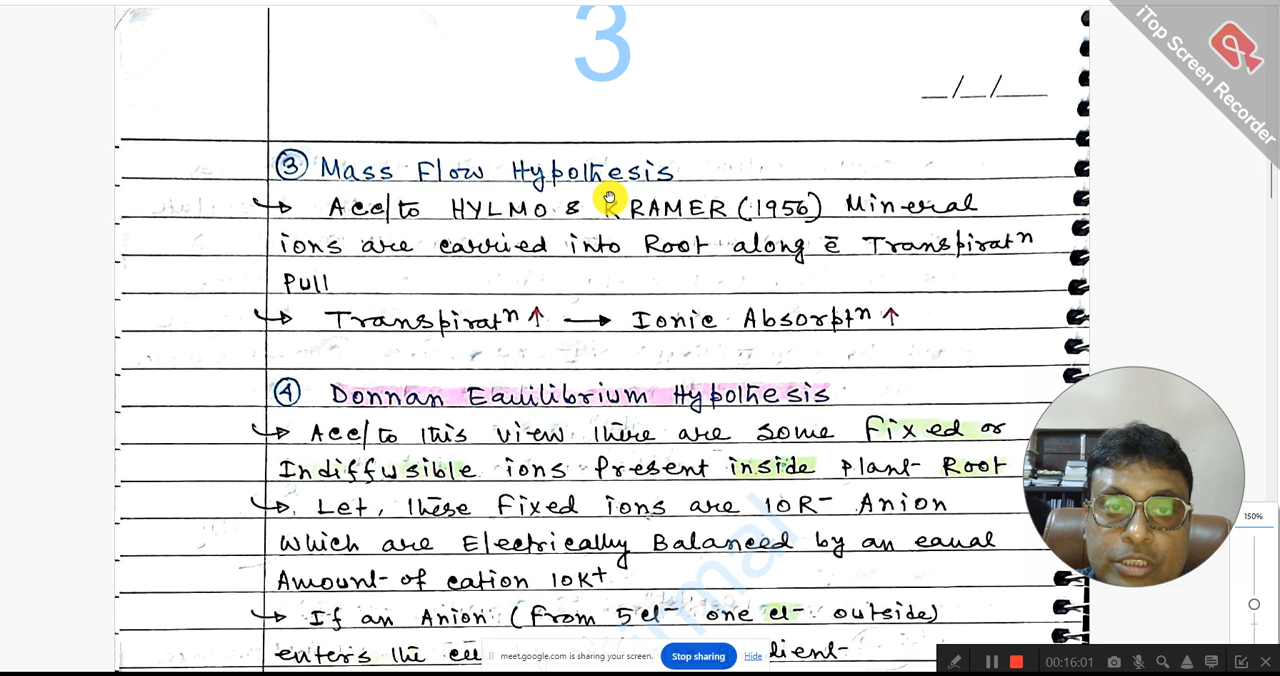 3
iTop Screen Recorder
_/_/__
③ Mass Flow Hypothesis
↳ Acc/to HYLMO & KRAMER (1956) Mineral
ions are carried into Root along c̄ Transpiratⁿ
Pull
↳ Transpiratⁿ ↑ → Ionic Absorptⁿ ↑
④ Donnan Equilibrium Hypothesis
↳ Acc/to this view there are some Fixed or
Indiffusible ions Present inside Plant Root
↳ Let, these Fixed ions are 10R⁻ Anion
Which are Electrically Balanced by an equal
Amount of cation 10K⁺
↳ If an Anion (From 5cl⁻ one cl⁻ outside)
enters the
dient
150%
meet.google.com is sharing your screen.
Stop sharing
Hide
00:16:01